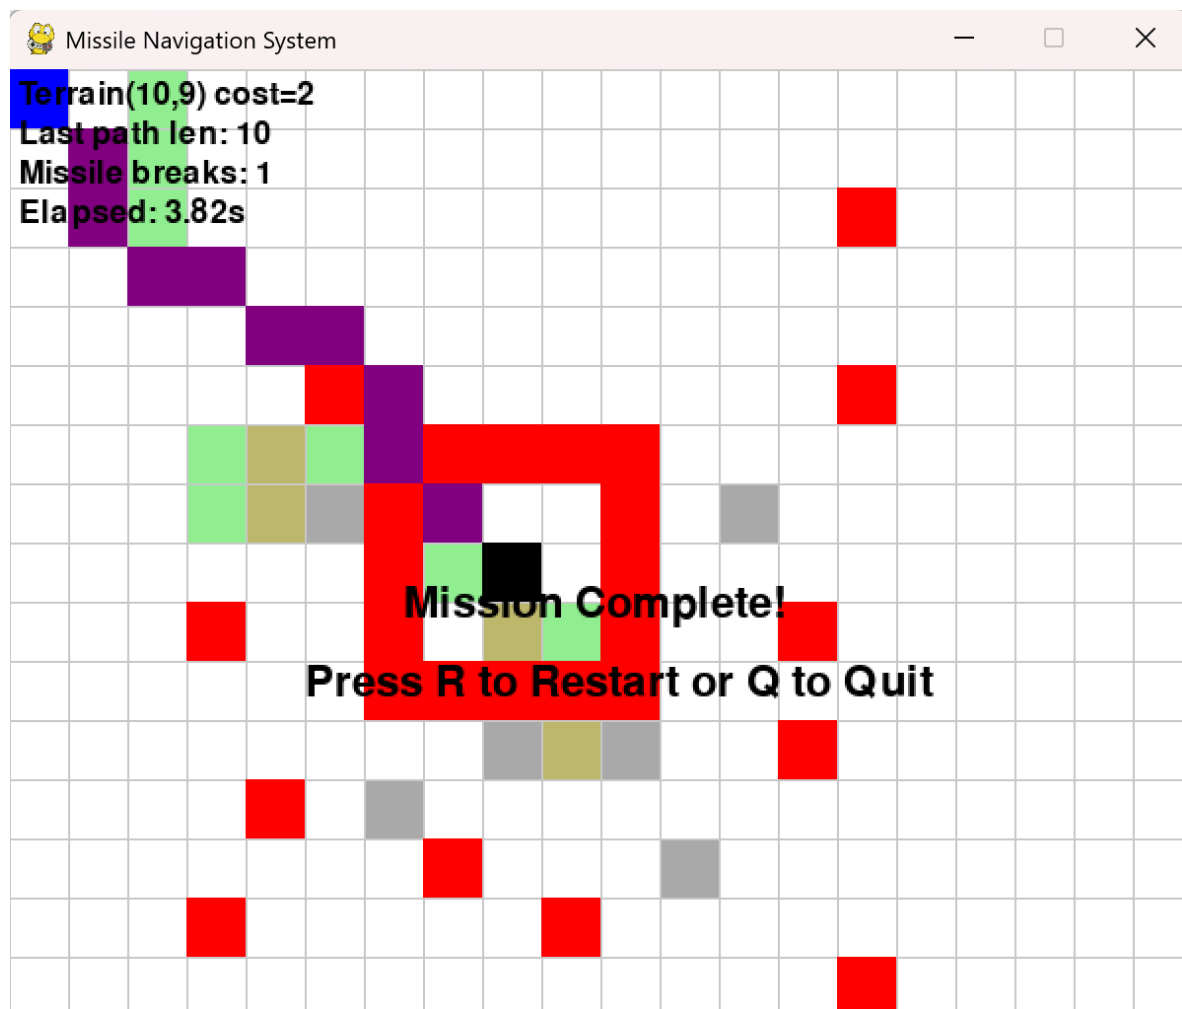 Missile Navigation System
Terrain(10,9) cost=2
Last path len: 10
Missile breaks: 1
Elapsed: 3.82s
Mission Complete!
Press R to Restart or Q to Quit